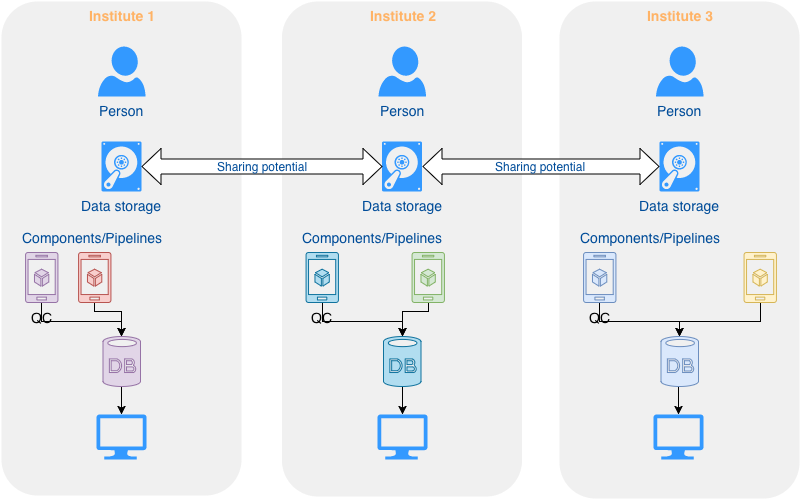 Institute 1
Institute 2
Institute 3
Person
Person
Person
Sharing potential
Sharing potential
Data storage
Data storage
Data storage
Components/Pipelines
Components/Pipelines
Components/Pipelines
QC
QC
QC
DB
DB
DB